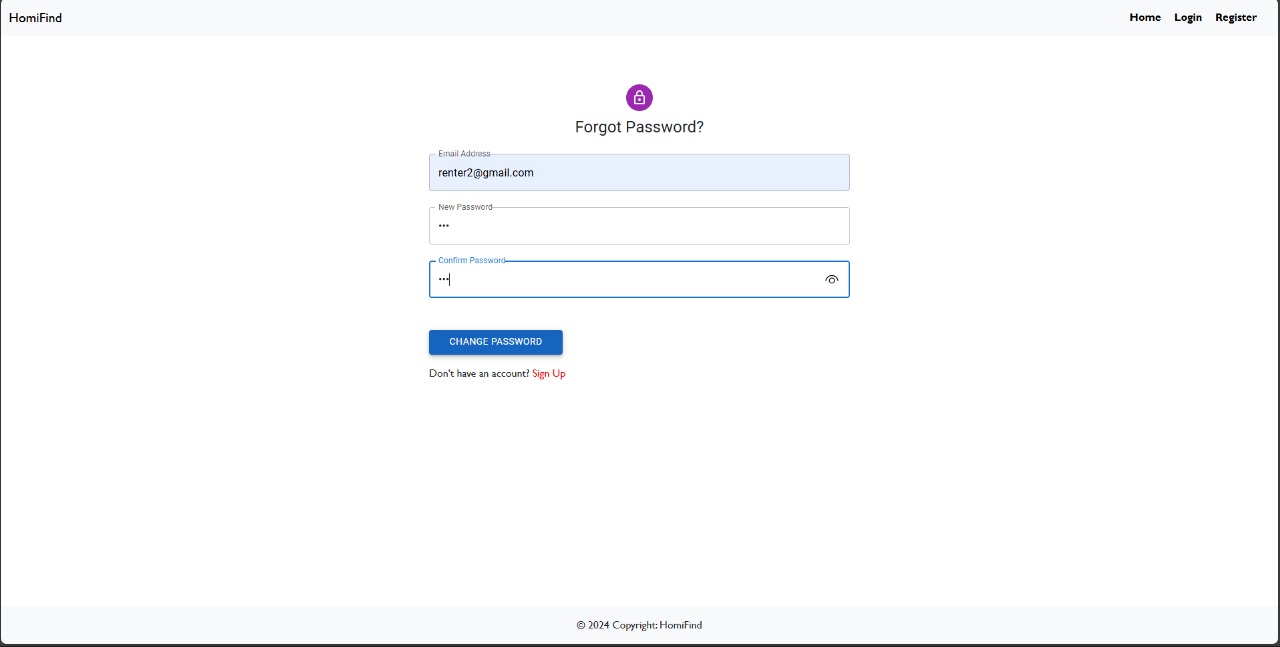 HomiFind Home Login Register
Forgot Password?
Email Address
renter2@gmail.com
New Password
•••
Confirm Password
•••
CHANGE PASSWORD
Don't have an account? Sign Up
© 2024 Copyright: HomiFind